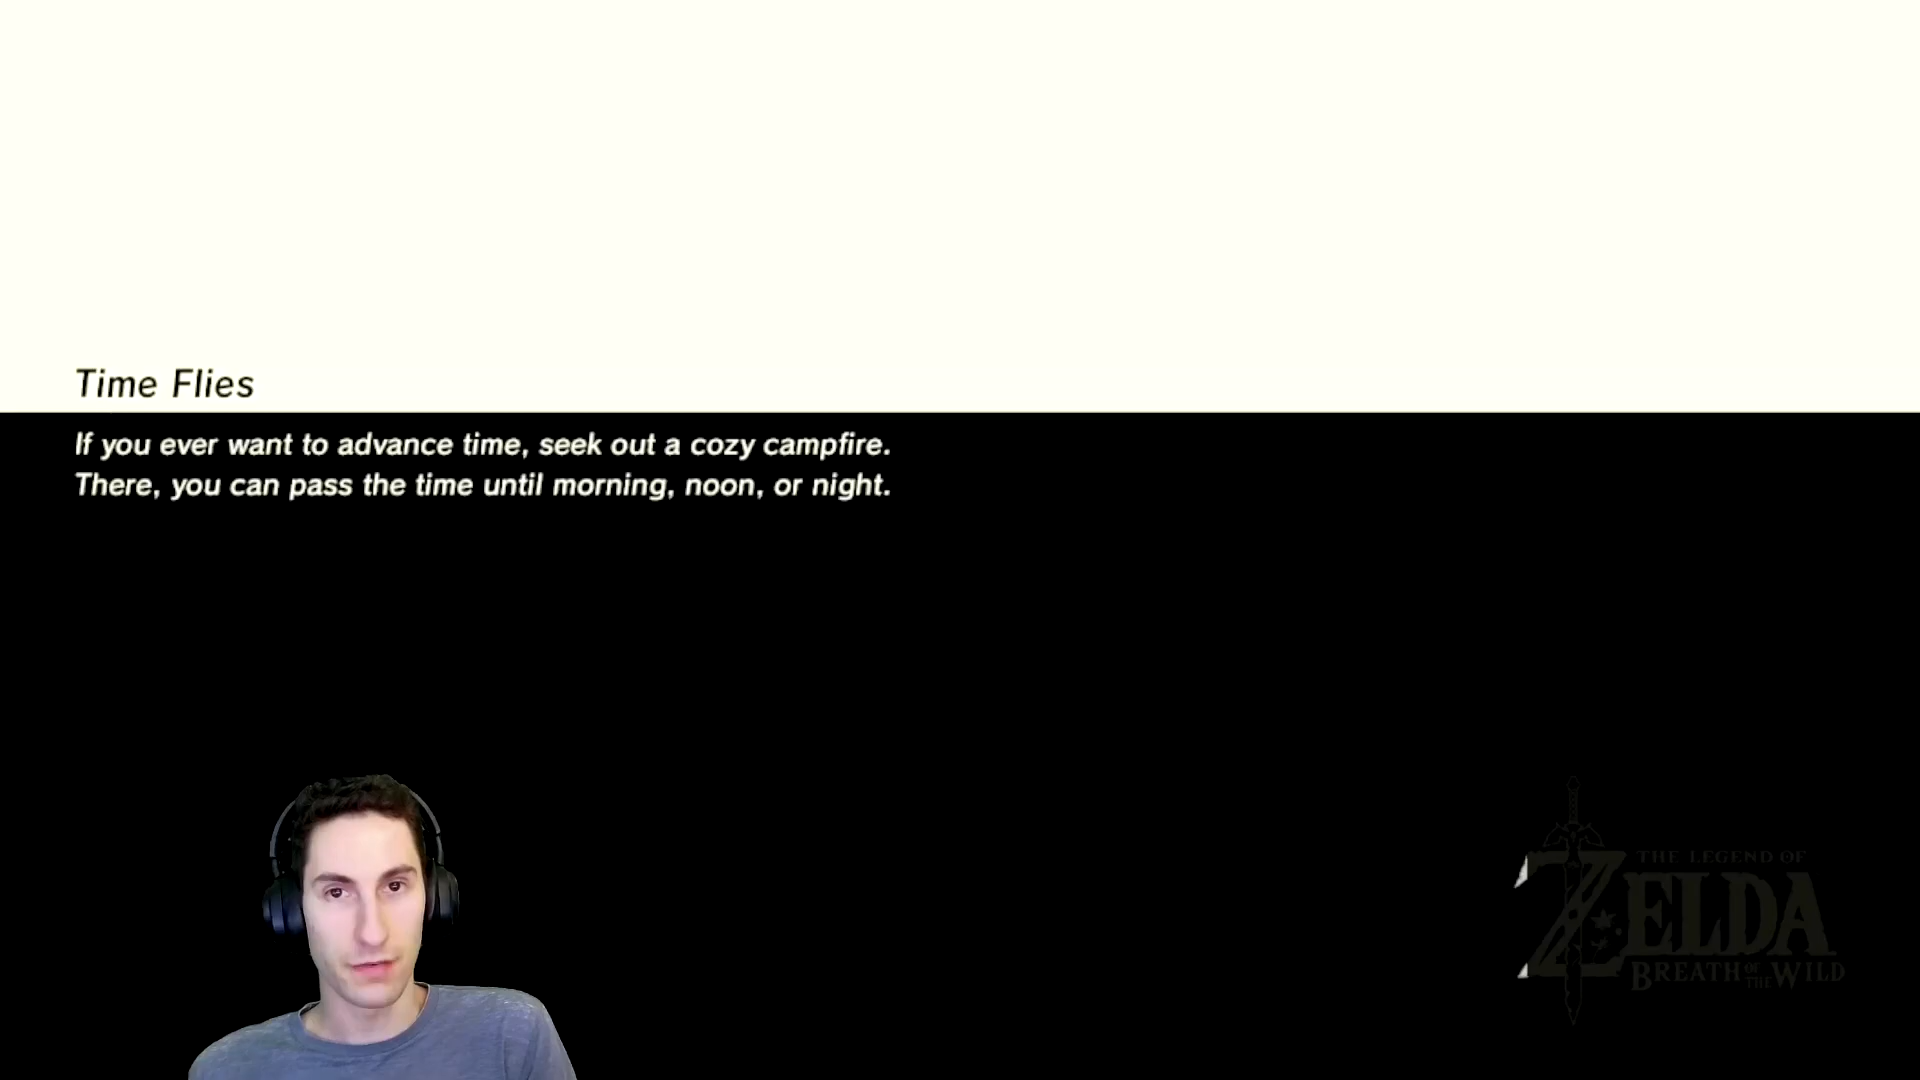 Time Flies
If you ever want to advance time, seek out a cozy campfire.
There, you can pass the time until morning, noon, or night.
THE LEGEND OF
ZELDA
BREATH OF THE WILD